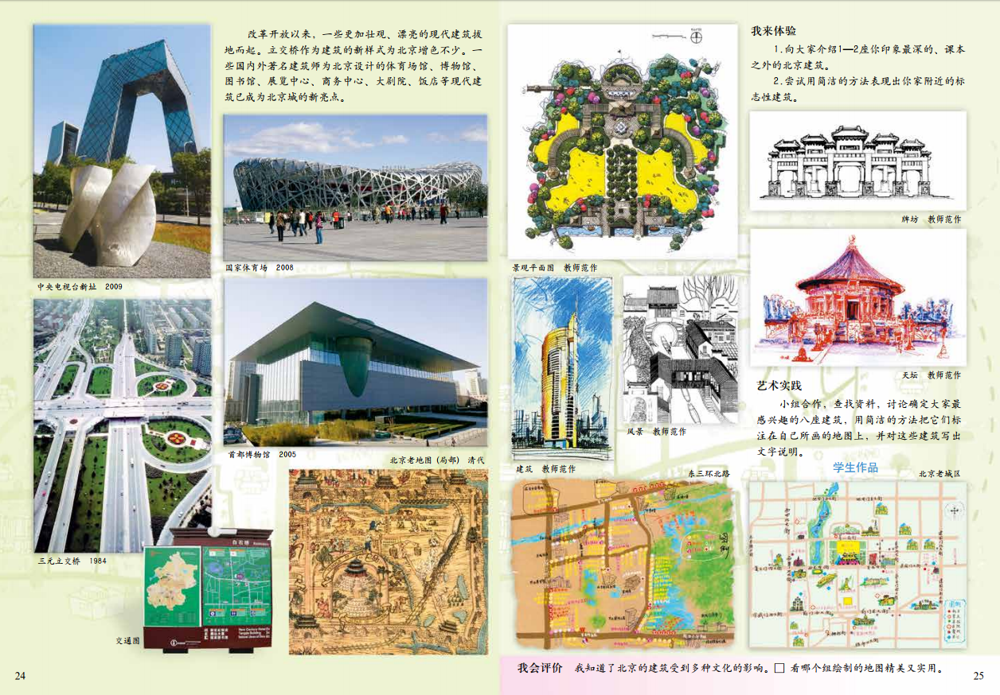 改革开放以来，一些更加壮观、漂亮的现代建筑拔
地而起。立交桥作为建筑的新样式为北京增色不少。一
些国内外著名建筑师为北京设计的体育场馆、博物馆、
图书馆、展览中心、商务中心、大剧院、饭店等现代建
筑已成为北京城的新亮点。
中央电视台新址 2009
国家体育场 2008
首都博物馆 2005
北京老地图（局部） 清代
三元立交桥 1984
白石桥
交通图
24
景观平面图 教师范作
建筑 教师范作
风景 教师范作
我来体验
1.向大家介绍1—2座你印象最深的、课本
之外的北京建筑。
2.尝试用简洁的方法表现出你家附近的标
志性建筑。
牌坊 教师范作
天坛 教师范作
艺术实践
小组合作，查找资料，讨论确定大家最
感兴趣的八座建筑，用简洁的方法把它们标
注在自己所画的地图上，并对这些建筑写出
文字说明。
学生作品
东三环北路
北京老城区
图例
我会评价 我知道了北京的建筑受到多种文化的影响。□ 看哪个组绘制的地图精美又实用。
25